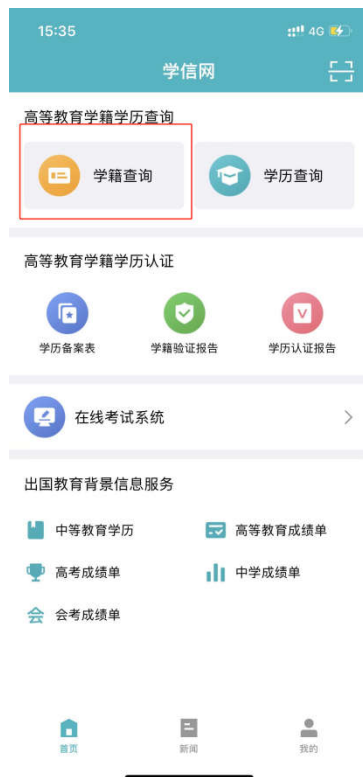 15:35
4G
学信网
高等教育学籍学历查询
学籍查询
学历查询
高等教育学籍学历认证
学历备案表
学籍验证报告
学历认证报告
在线考试系统
出国教育背景信息服务
中等教育学历
高等教育成绩单
高考成绩单
中学成绩单
会
会考成绩单
首页
新闻
我的